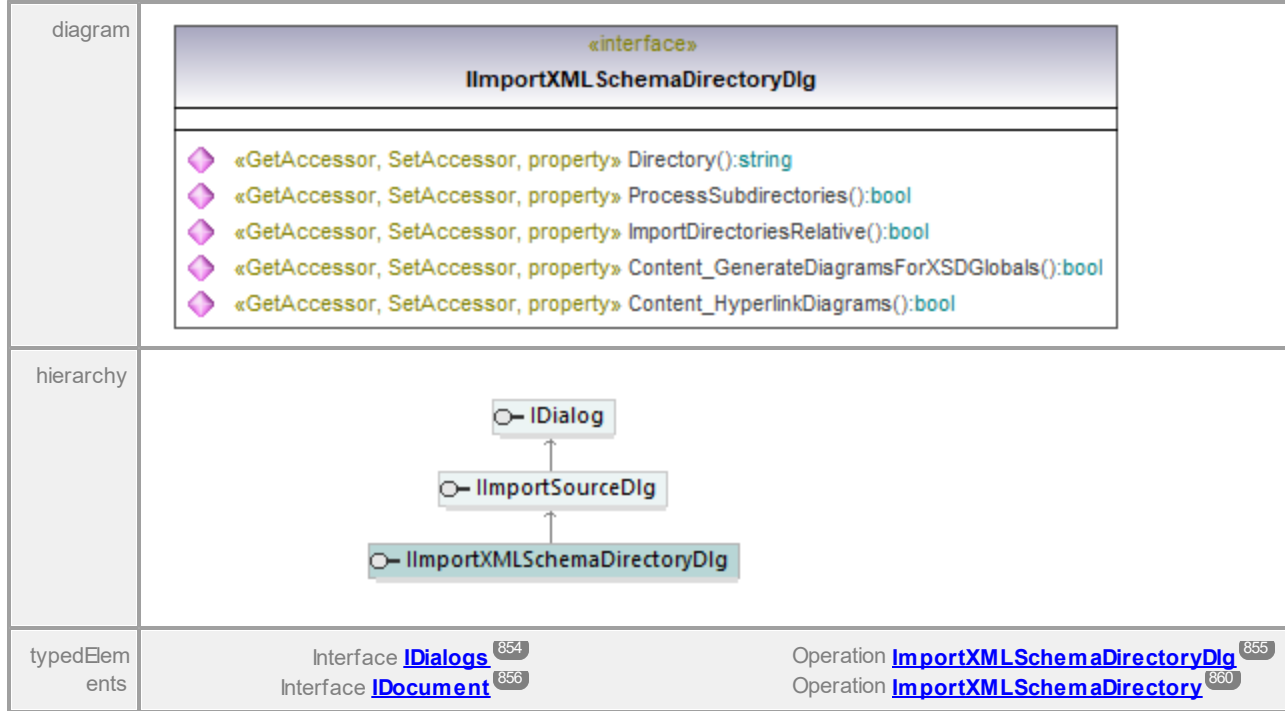 diagram
«interface»
IImportXMLSchemaDirectoryDlg
«GetAccessor, SetAccessor, property» Directory():string
«GetAccessor, SetAccessor, property» ProcessSubdirectories():bool
«GetAccessor, SetAccessor, property» ImportDirectoriesRelative():bool
«GetAccessor, SetAccessor, property» Content_GenerateDiagramsForXSDGlobals():bool
«GetAccessor, SetAccessor, property» Content_HyperlinkDiagrams():bool
hierarchy
IDialog
IImportSourceDlg
IImportXMLSchemaDirectoryDlg
typedElem
ents
Interface IDialogs 854
Operation ImportXMLSchemaDirectoryDlg 855
Interface IDocument 856
Operation ImportXMLSchemaDirectory 860